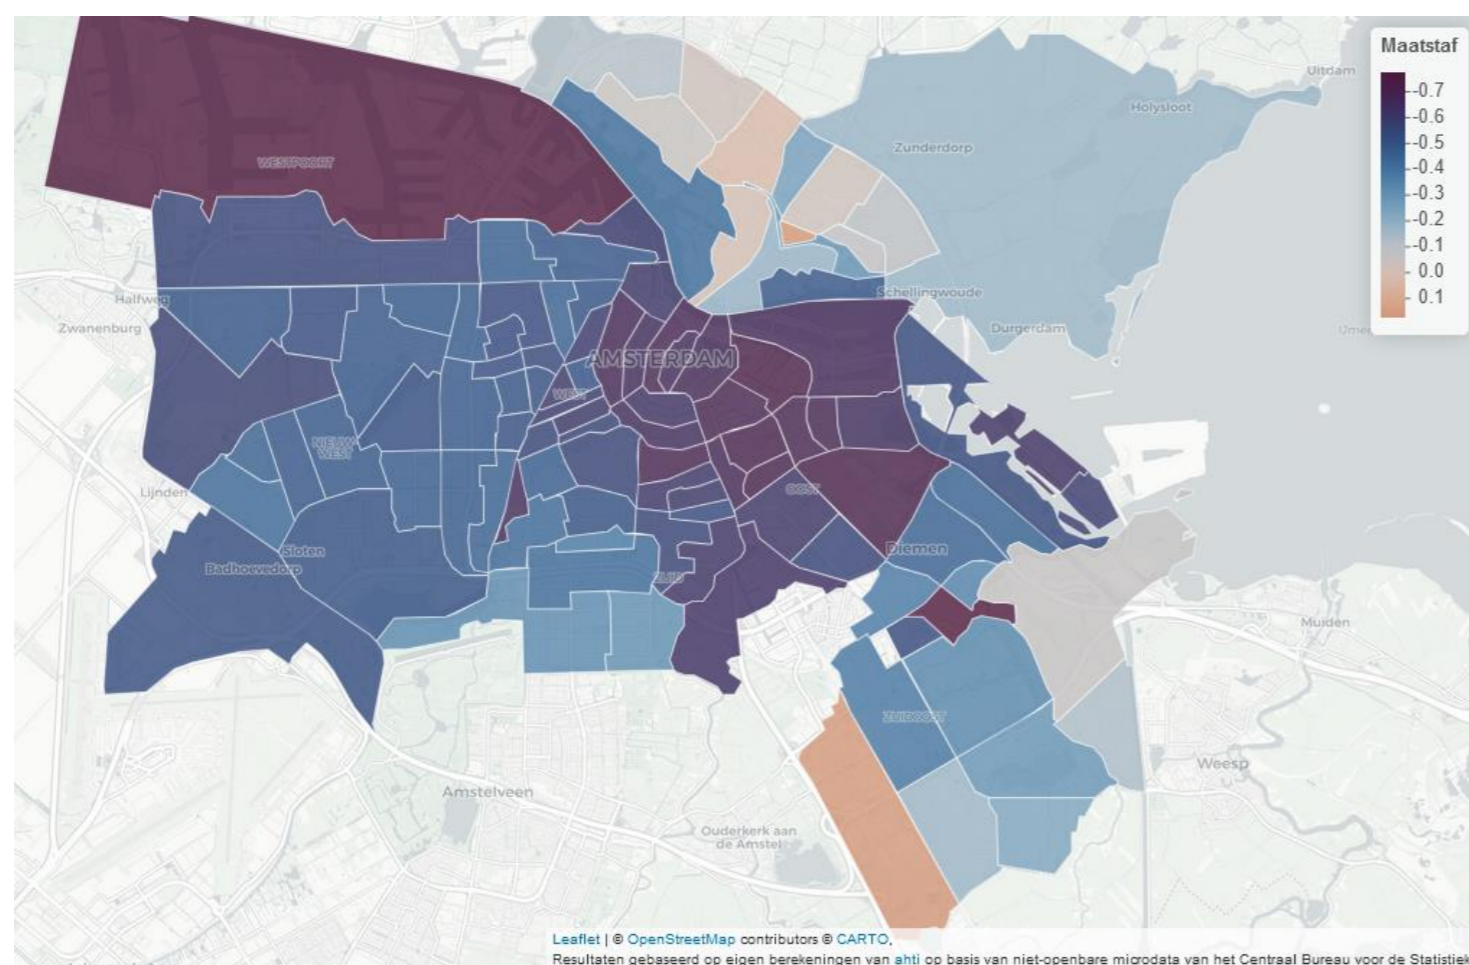 Maatstaf
-0.7
-0.6
-0.5
-0.4
-0.3
-0.2
-0.1
0.0
0.1
Uitdam
Holysloot
Zunderdorp
WESTPOORT
Schellingwoude
Durgerdam
IJmeer
Halfweg
Zwanenburg
AMSTERDAM
WEST
NIEUW-
WEST
Lijnden
OOST
Sloten
Badhoevedorp
Diemen
ZUID
Muiden
ZUIDOOST
Weesp
Amstelveen
Ouderkerk aan
de Amstel
Leaflet | © OpenStreetMap contributors © CARTO,
Resultaten gebaseerd op eigen berekeningen van ahti op basis van niet-openbare microdata van het Centraal Bureau voor de Statistiek